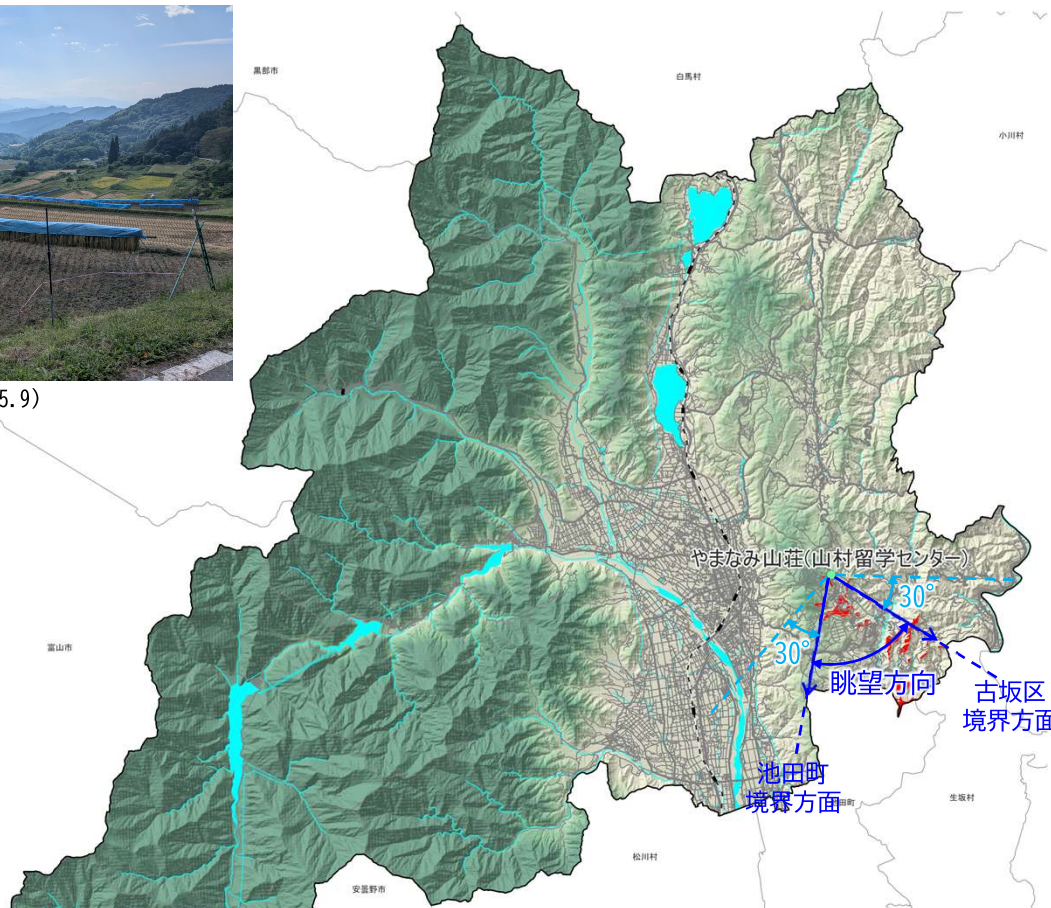 黒部市
白馬村
小川村
5.9)
やまなみ山荘(山村留学センター)
30°
30°
眺望方向
古坂区
境界方面
富山市
池田町
境界方面
田町
生坂村
松川村
安曇野市